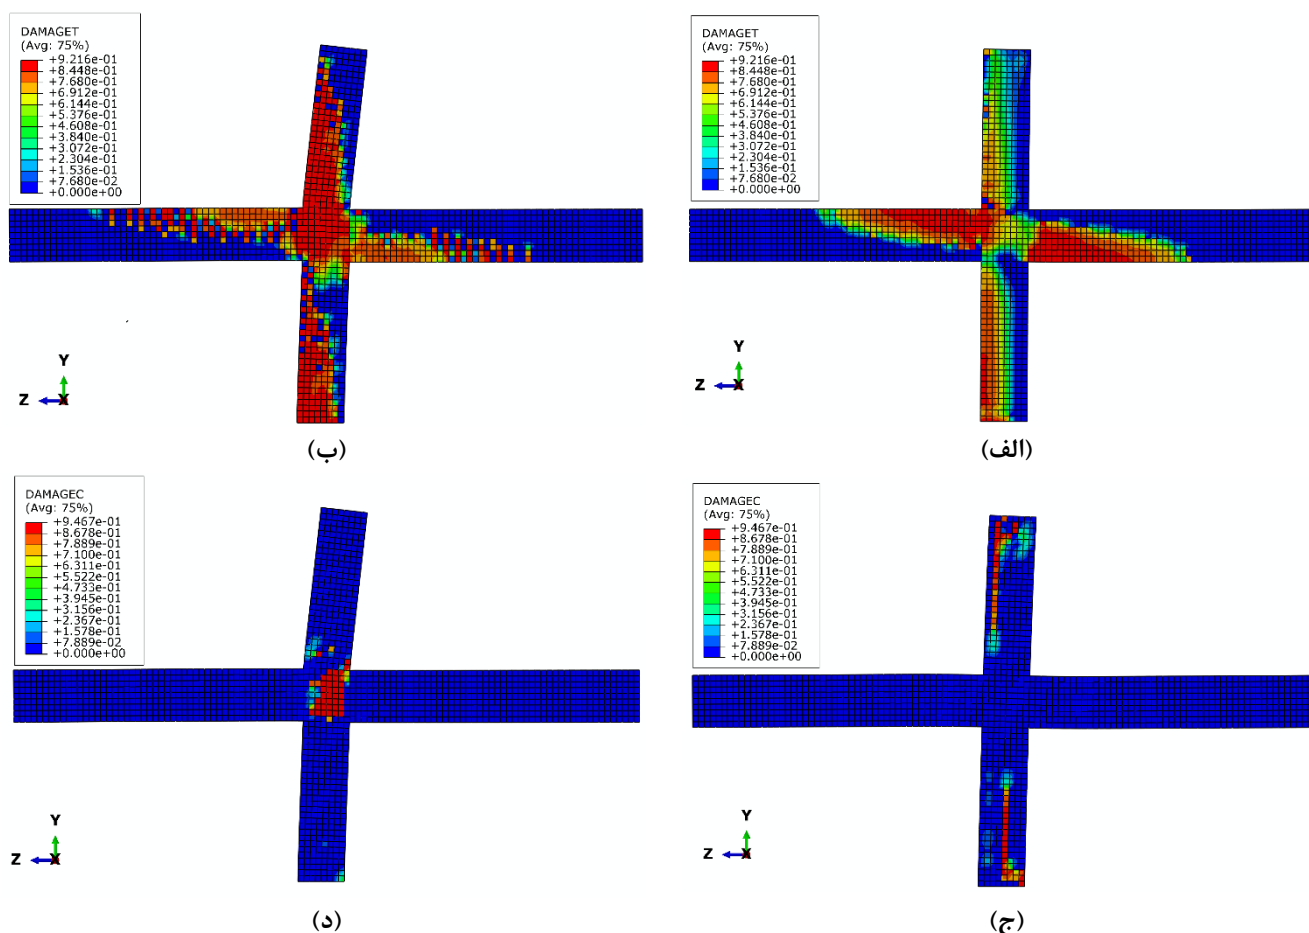 DAMAGET
(Avg: 75%)
+9.216e-01
+8.448e-01
+7.680e-01
+6.912e-01
+6.144e-01
+5.376e-01
+4.608e-01
+3.840e-01
+3.072e-01
+2.304e-01
+1.536e-01
+7.680e-02
+0.000e+00
Y
Z
X
(ب)
DAMAGET
(Avg: 75%)
+9.216e-01
+8.448e-01
+7.680e-01
+6.912e-01
+6.144e-01
+5.376e-01
+4.608e-01
+3.840e-01
+3.072e-01
+2.304e-01
+1.536e-01
+7.680e-02
+0.000e+00
Y
Z
X
(الف)
DAMAGEC
(Avg: 75%)
+9.467e-01
+8.678e-01
+7.889e-01
+7.100e-01
+6.311e-01
+5.522e-01
+4.733e-01
+3.945e-01
+3.156e-01
+2.367e-01
+1.578e-01
+7.889e-02
+0.000e+00
Y
Z
X
(د)
DAMAGEC
(Avg: 75%)
+9.467e-01
+8.678e-01
+7.889e-01
+7.100e-01
+6.311e-01
+5.522e-01
+4.733e-01
+3.945e-01
+3.156e-01
+2.367e-01
+1.578e-01
+7.889e-02
+0.000e+00
Y
Z
X
(ج)